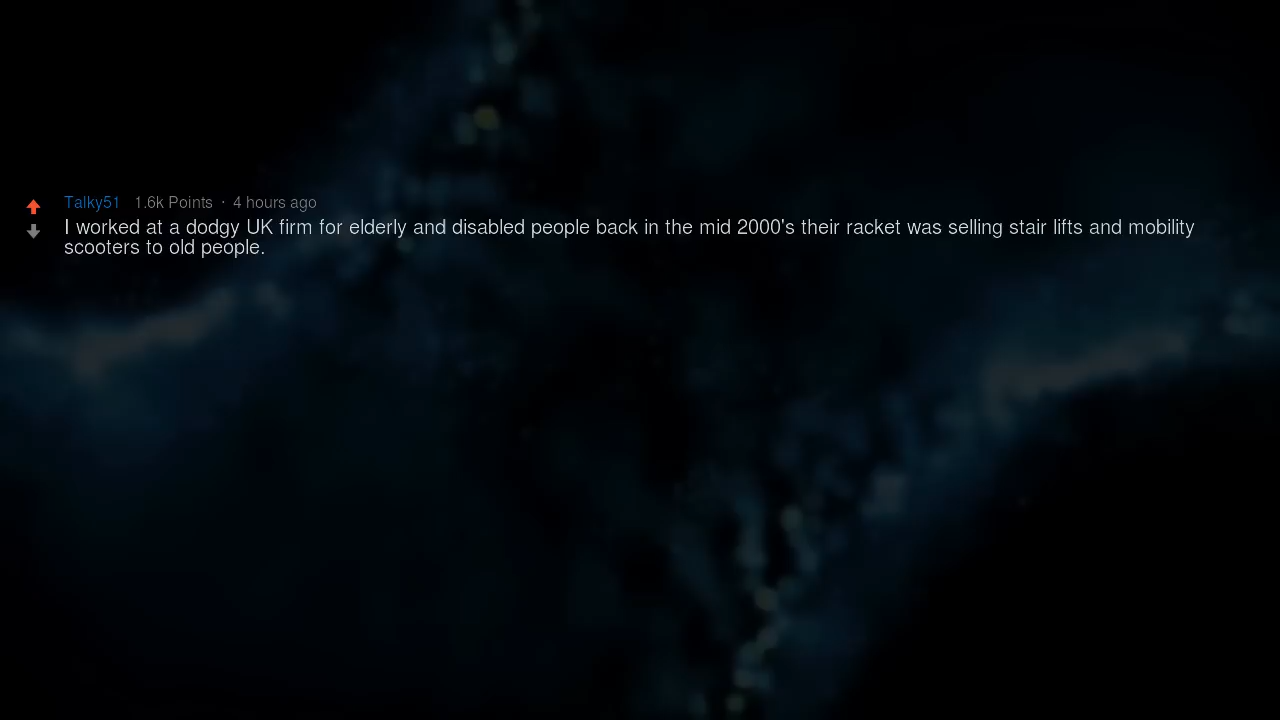 Talky51 1.6k Points · 4 hours ago
I worked at a dodgy UK firm for elderly and disabled people back in the mid 2000's their racket was selling stair lifts and mobility
scooters to old people.